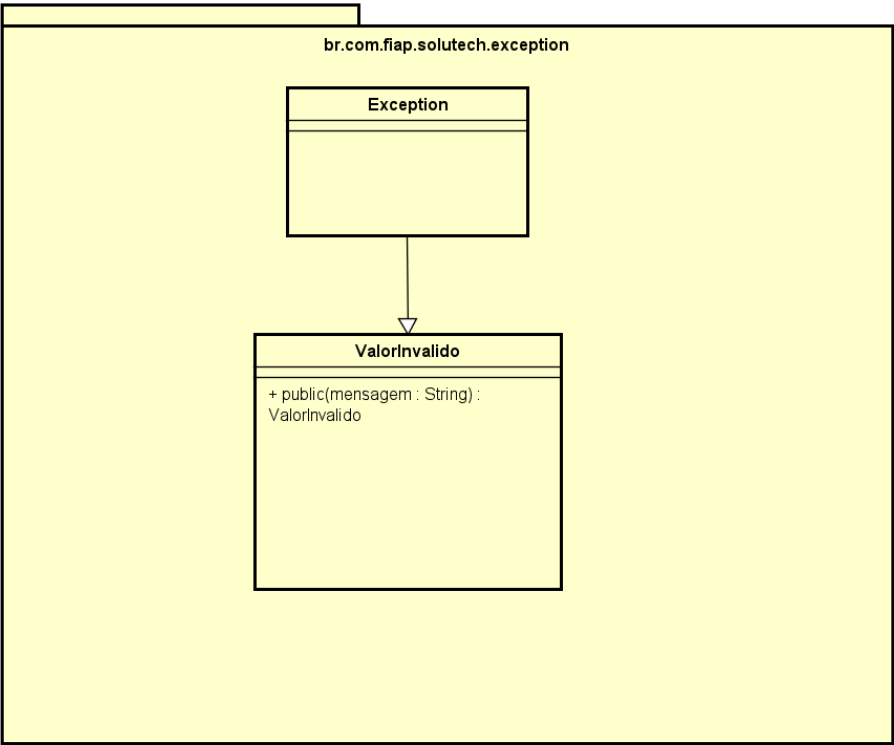 br.com.fiap.solutech.exception
Exception
ValorInvalido
+ public(mensagem : String) :
ValorInvalido